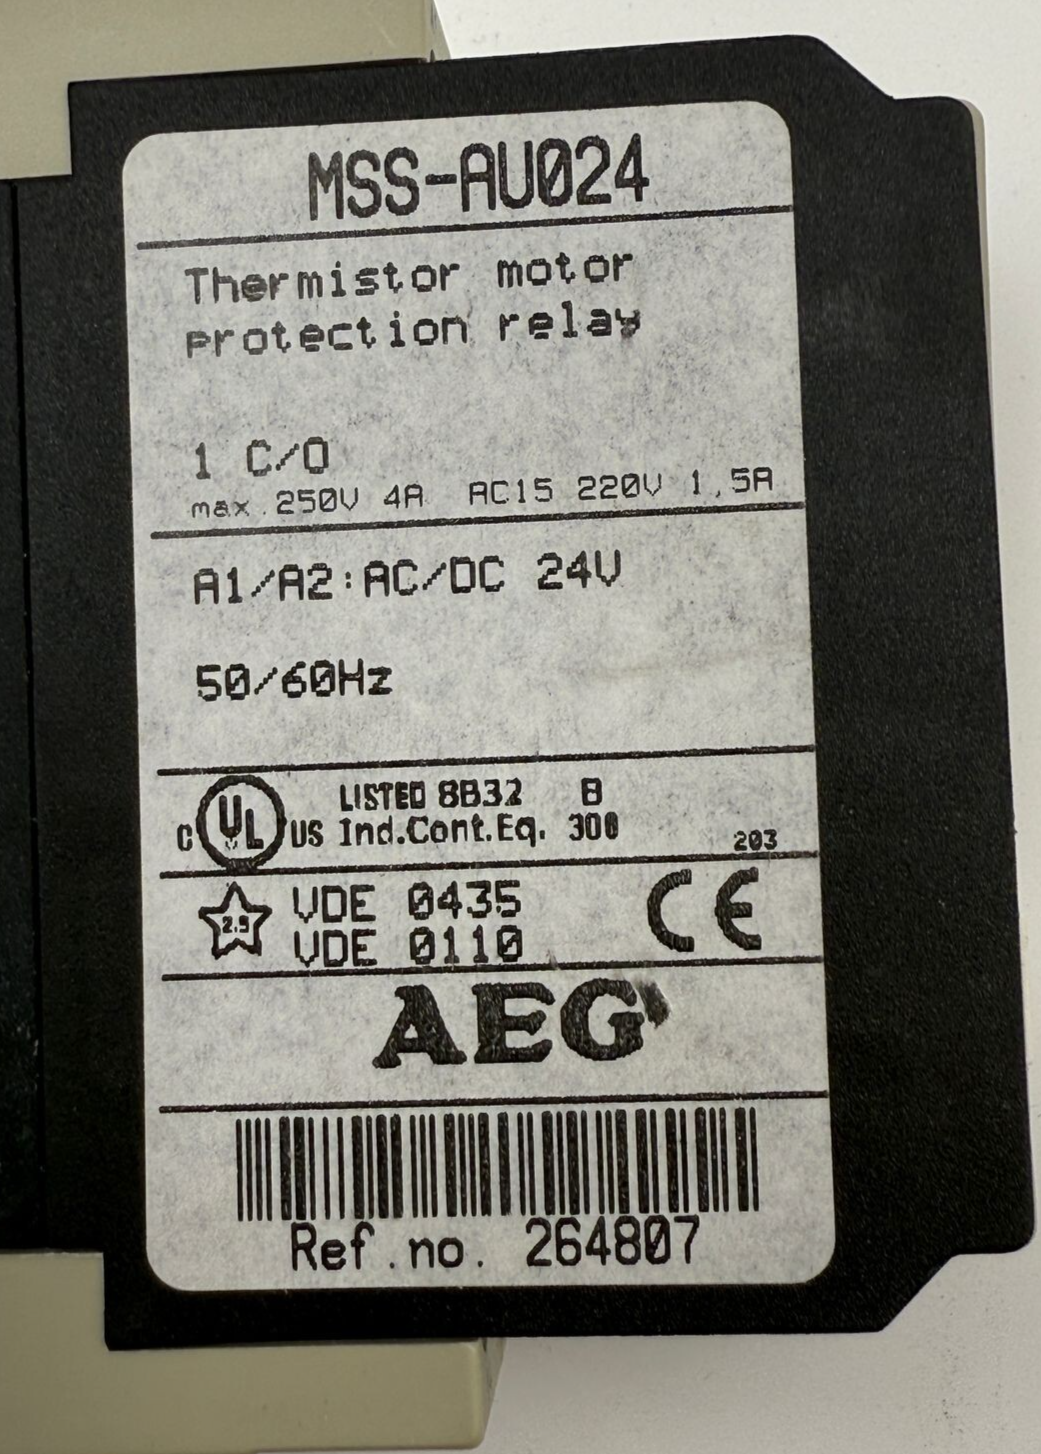 MSS-AU024
Thermistor motor
protection relay
1 C/O
max.250V 4A AC15 220V 1,5A
A1/A2:AC/DC 24V
50/60Hz
C UL US LISTED 8B32 B
Ind.Cont.Eq. 300
203
2.9 VDE 0435
VDE 0110
CE
AEG
Ref.no. 264807